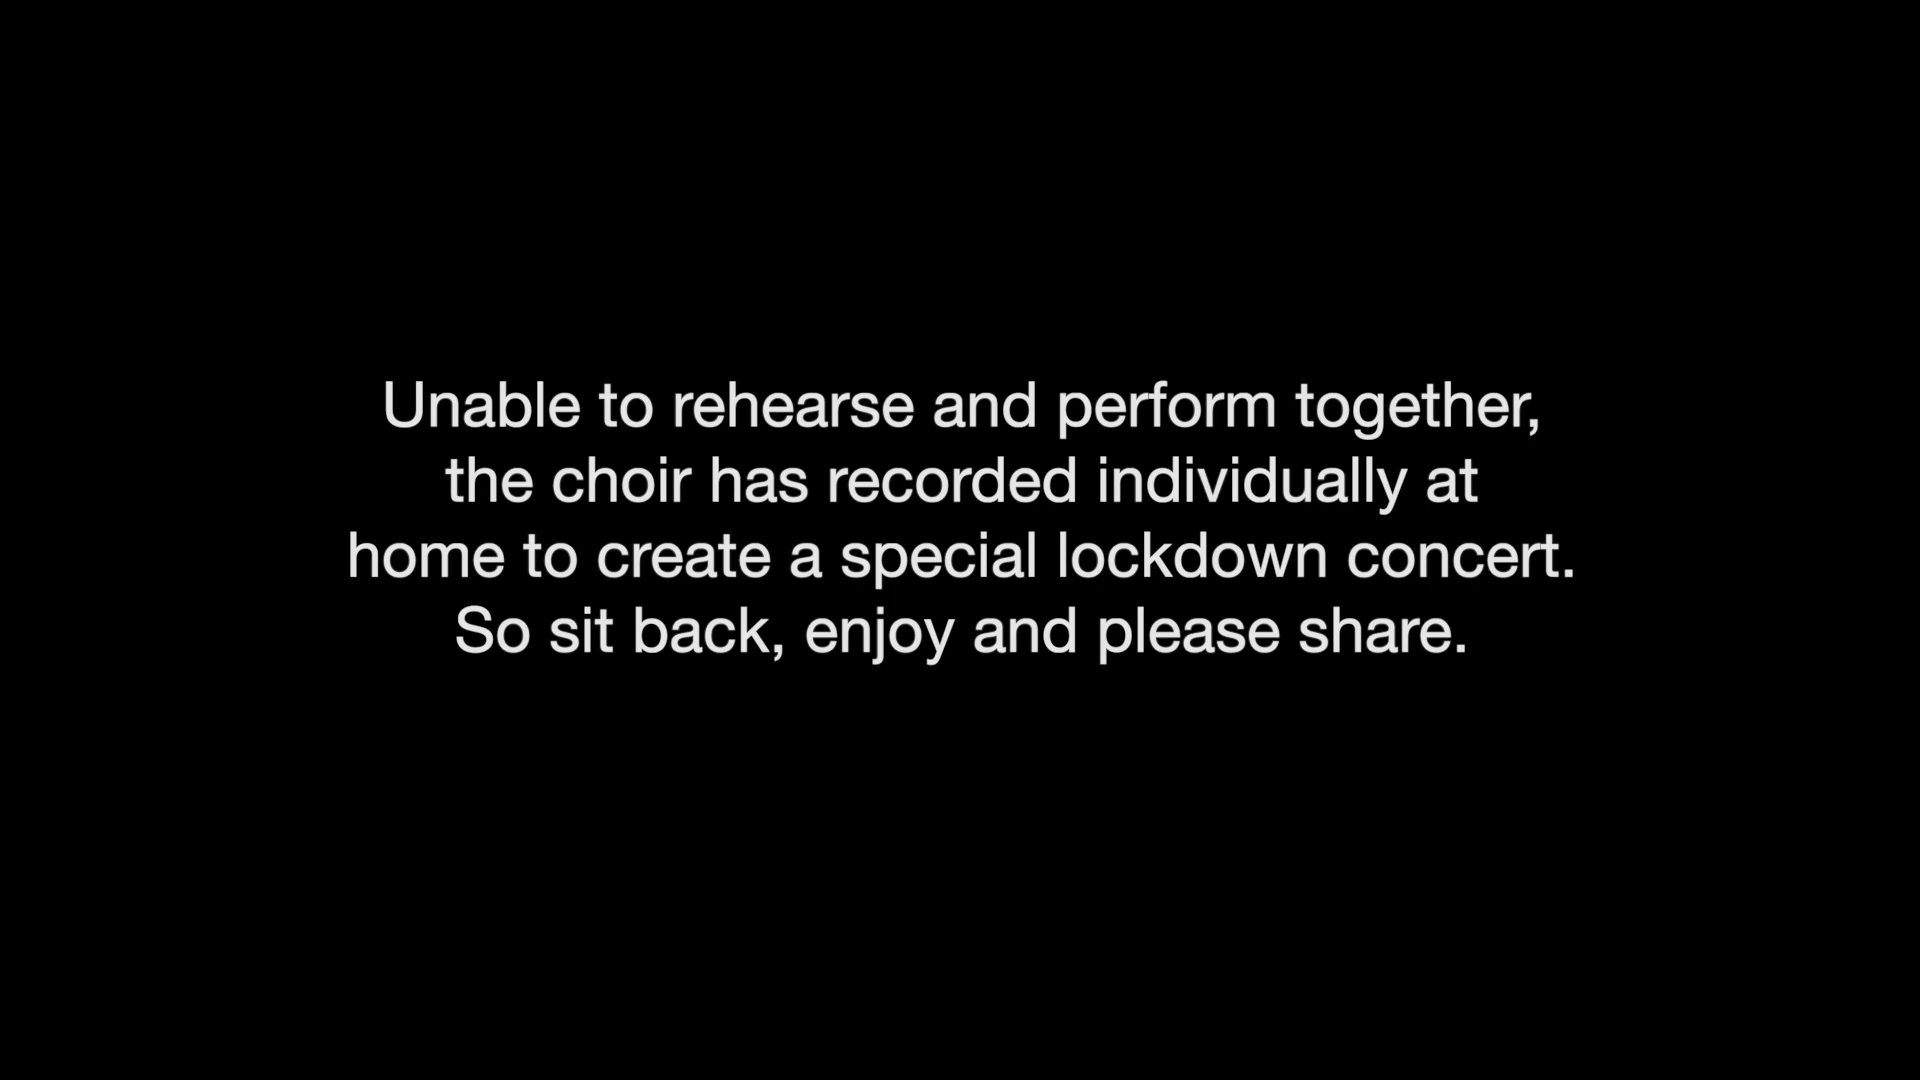 Unable to rehearse and perform together,
the choir has recorded individually at
home to create a special lockdown concert.
So sit back, enjoy and please share.